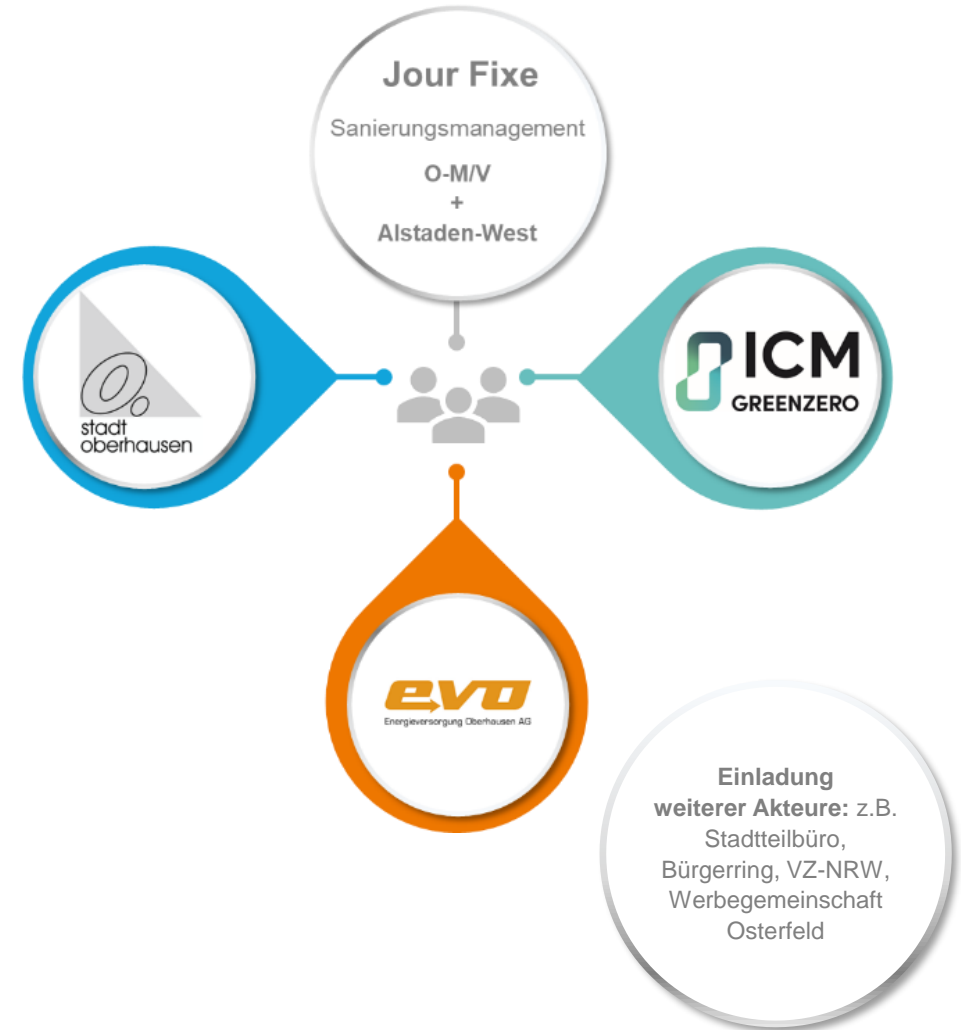 Jour Fixe
Sanierungsmanagement
O-M/V
+
Alstaden-West
O.
stadt
oberhausen
ICM
GREENZERO
evo
Energieversorgung Oberhausen AG
Einladung
weiterer Akteure: z.B.
Stadtteilbüro,
Bürgerring, VZ-NRW,
Werbegemeinschaft
Osterfeld